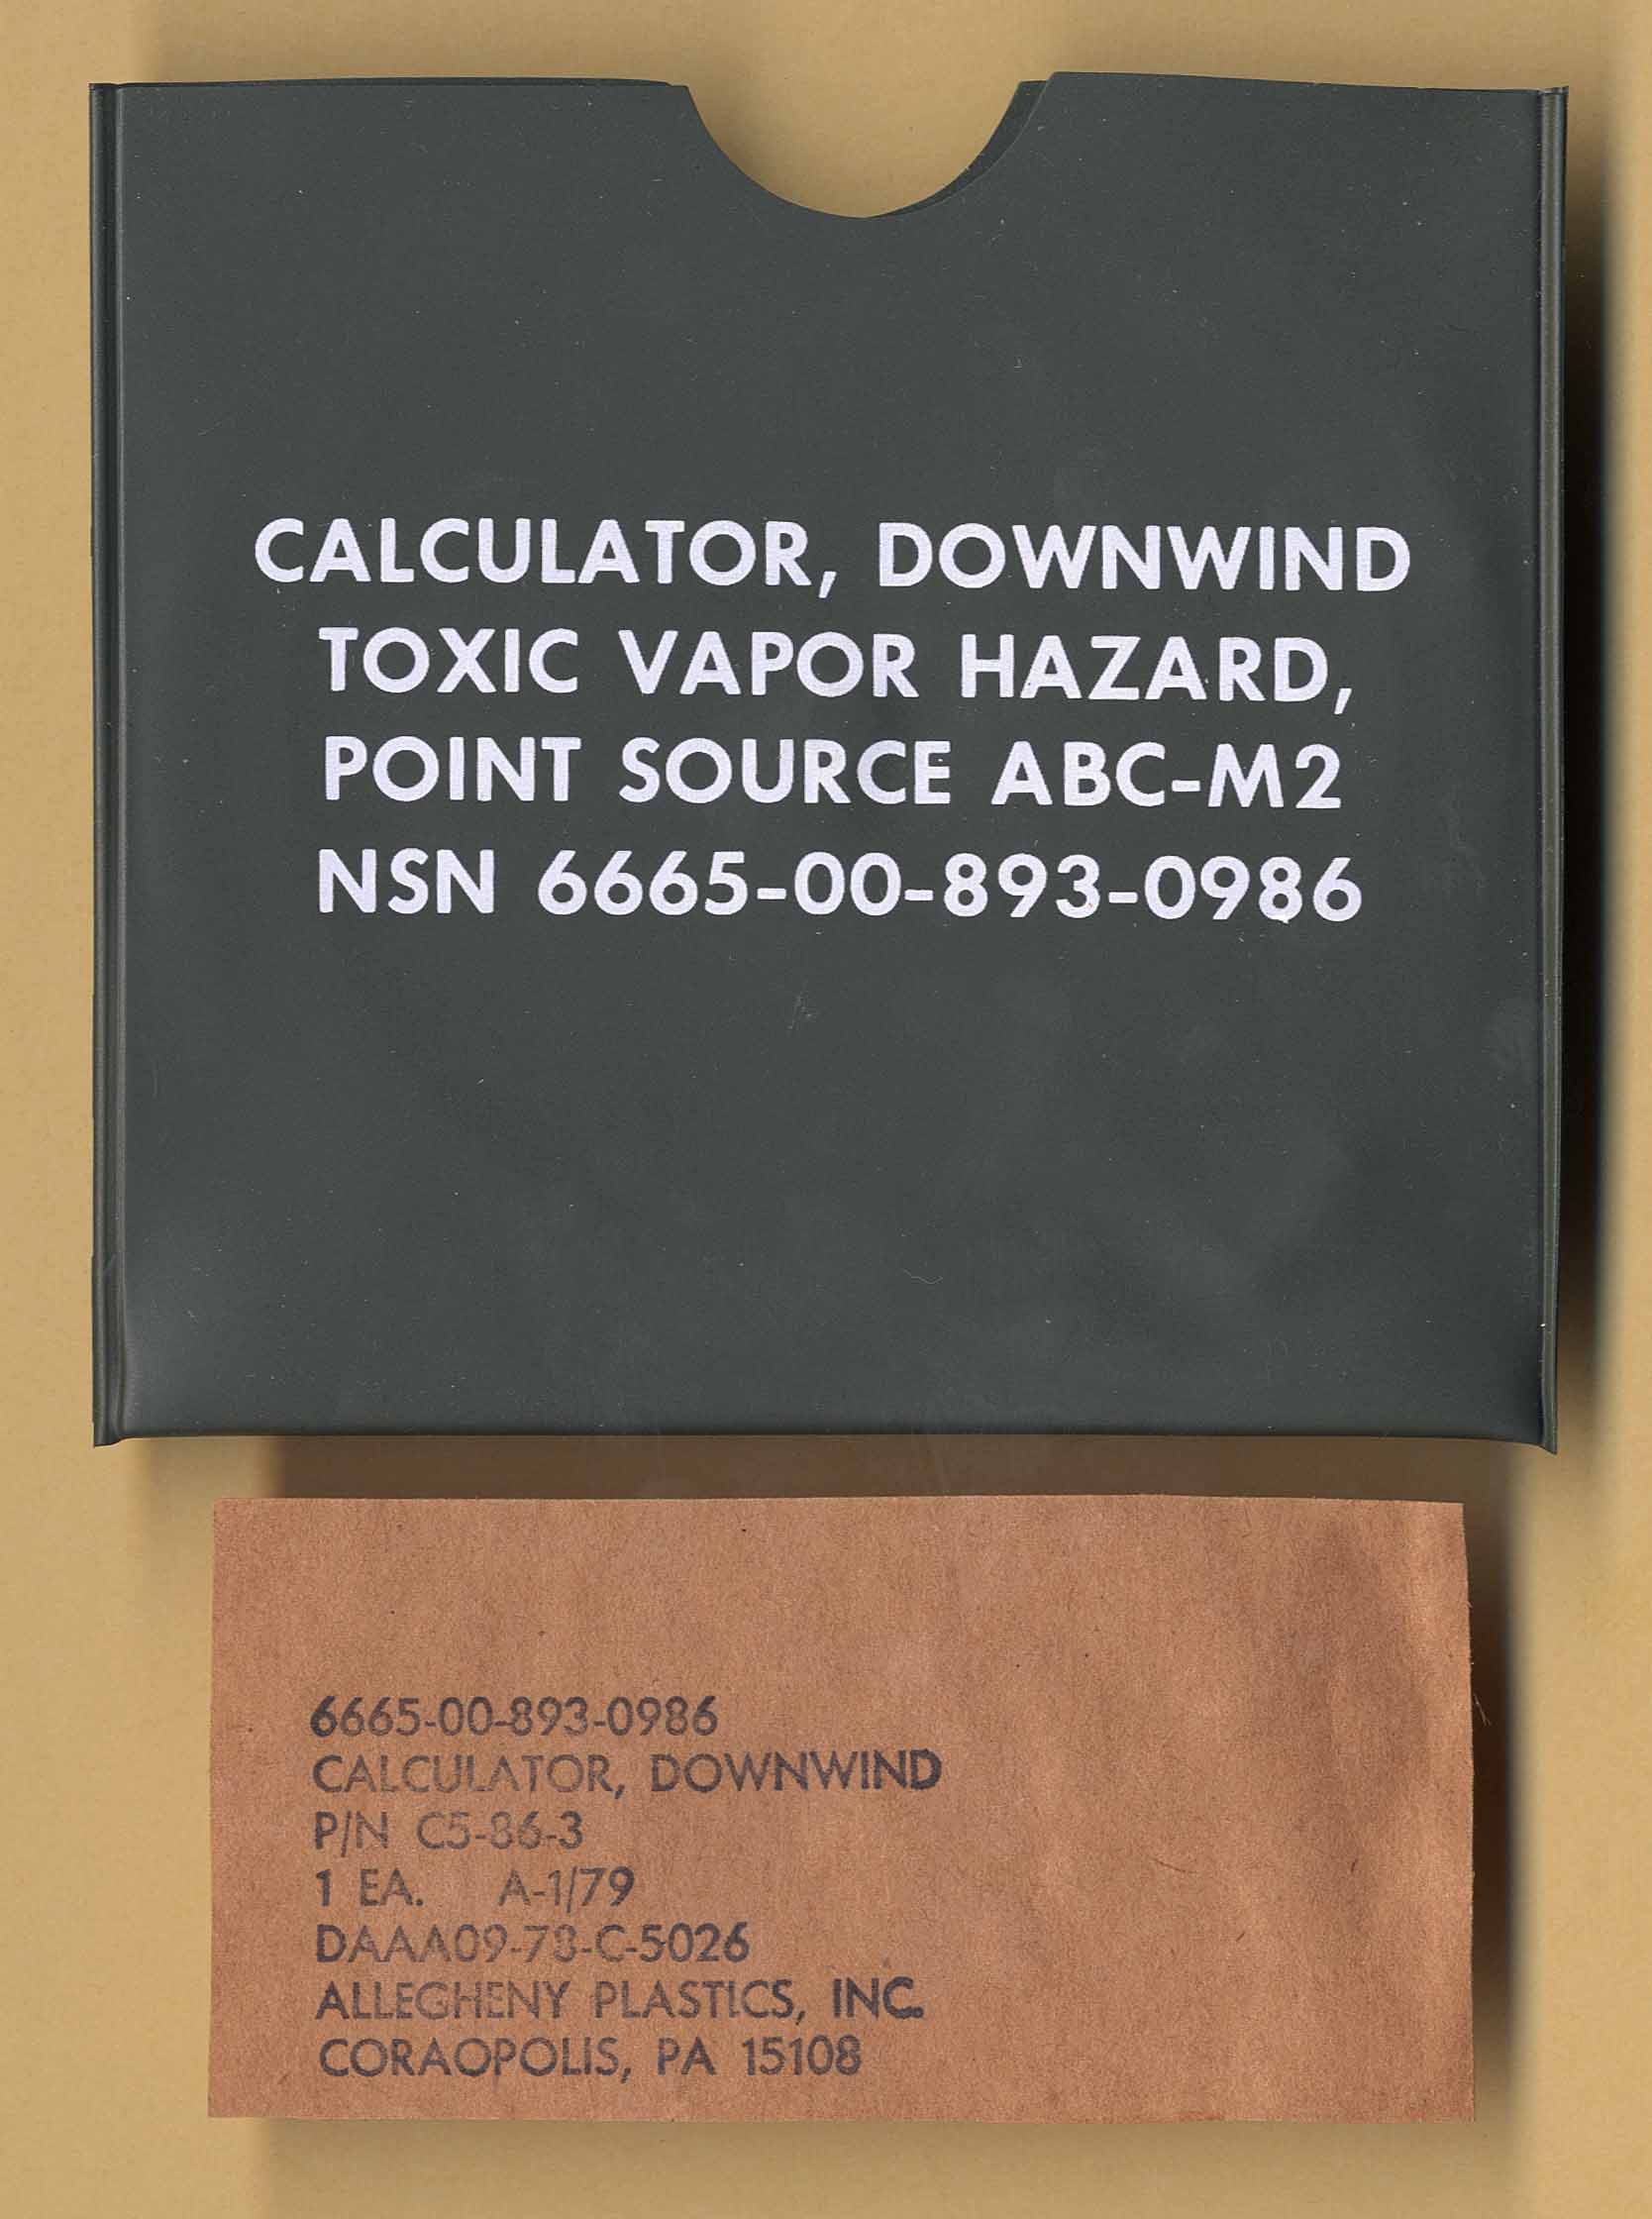 CALCULATOR, DOWNWIND
TOXIC VAPOR HAZARD,
POINT SOURCE ABC-M2
NSN 6665-00-893-0986
6665-00-893-0986
CALCULATOR, DOWNWIND
P/N C5-86-3
1 EA. A-1/79
DAAA09-78-C-5026
ALLEGHENY PLASTICS, INC.
CORAOPOLIS, PA 15108